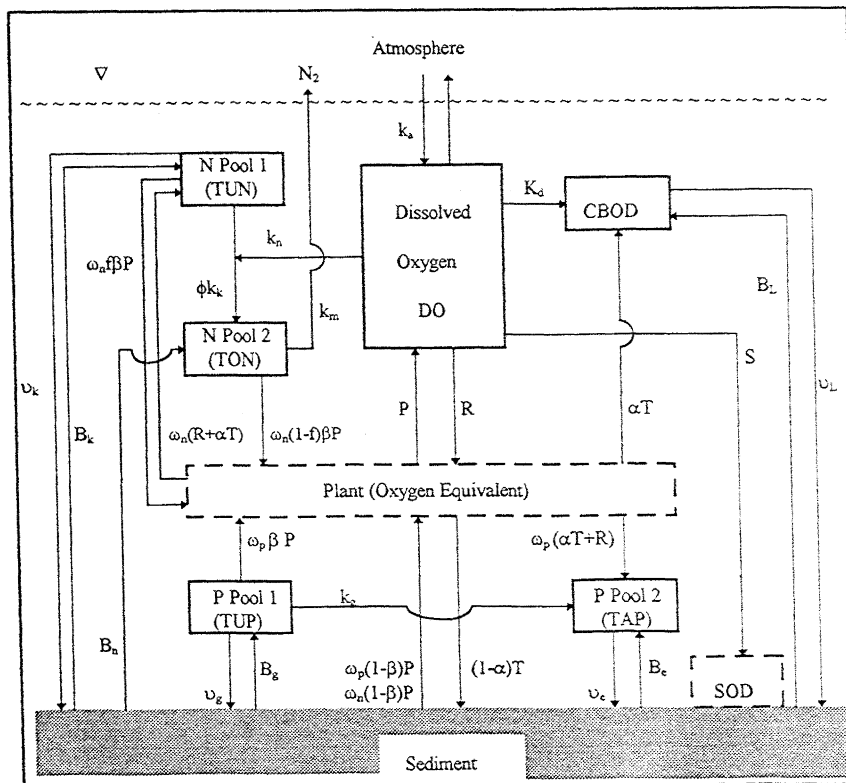 Atmosphere
∇
N₂
kₐ
N Pool 1
(TUN)
K_d
CBOD
Dissolved
Oxygen
DO
kₙ
ωₙfβP
ϕkₖ
kₘ
B_L
N Pool 2
(TON)
S
υₖ
υ_L
Bₖ
P
R
αT
ωₙ(R+αT)
ωₙ(1-f)βP
Plant (Oxygen Equivalent)
ωₚβ P
ωₚ(αT+R)
P Pool 1
(TUP)
P Pool 2
(TAP)
Bₙ
υ_g
B_g
ωₚ(1-β)P
ωₙ(1-β)P
(1-α)T
υₑ
Bₑ
SOD
Sediment